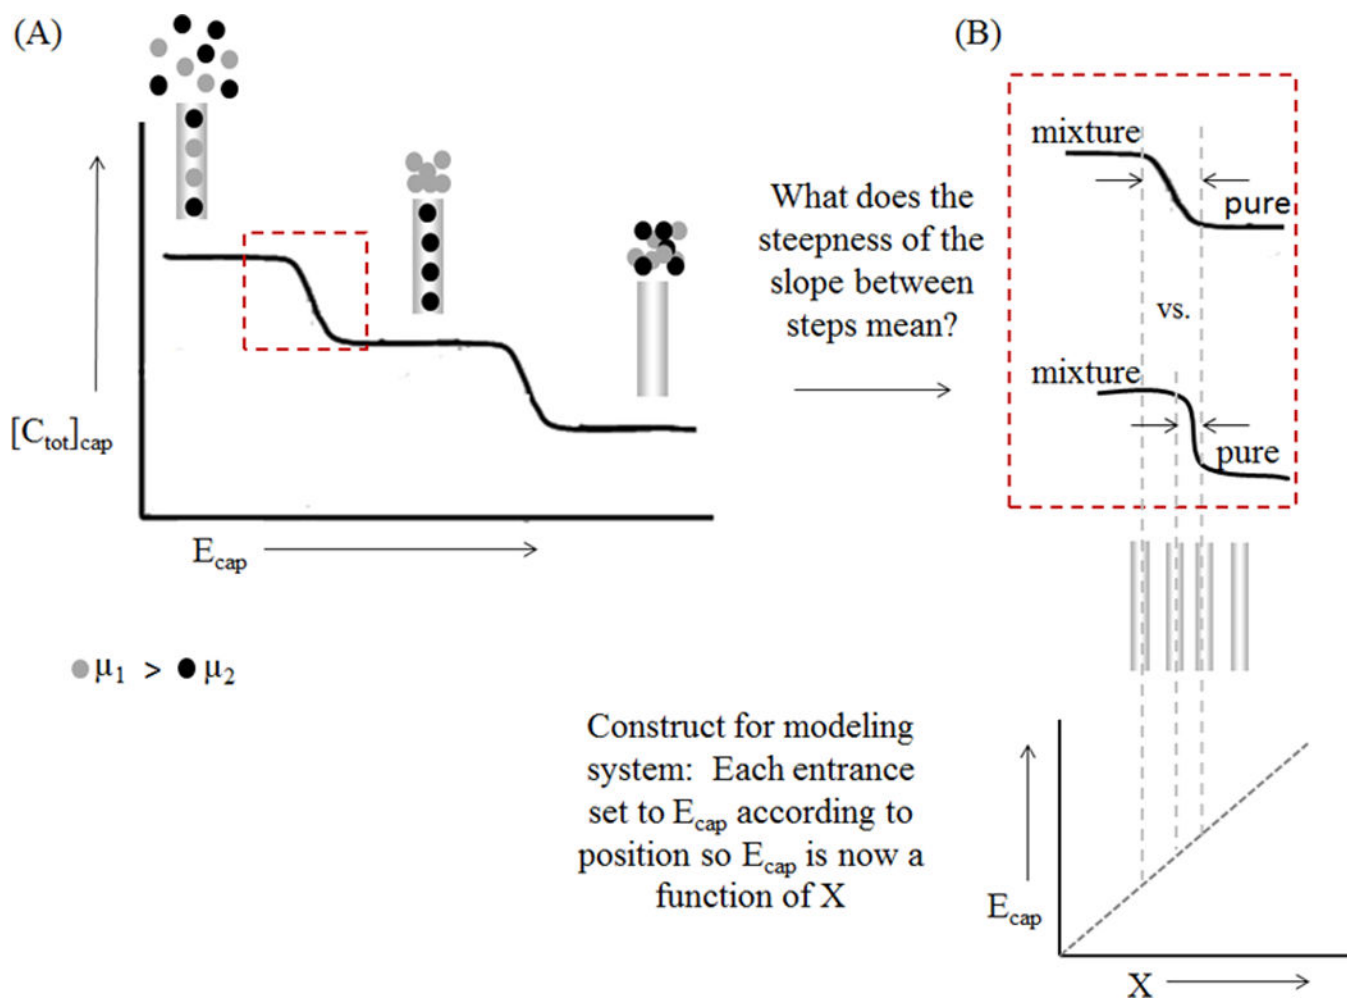 (A)
(B)
mixture
pure
vs.
mixture
pure
What does the
steepness of the
slope between
steps mean?
[C_tot]_cap
E_cap
μ₁ > μ₂
Construct for modeling
system: Each entrance
set to E_cap according to
position so E_cap is now a
function of X
E_cap
X